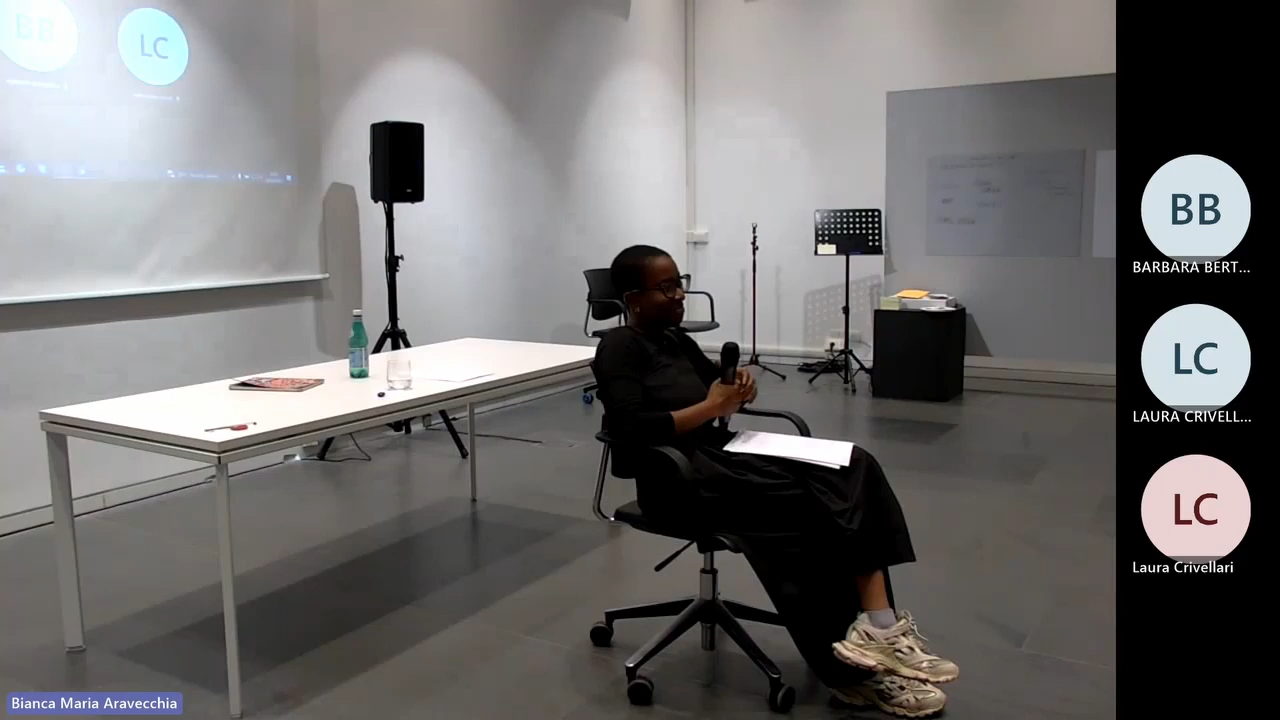 BB
LC
BB
BARBARA BERT...
LC
LAURA CRIVELL...
LC
Laura Crivellari
Bianca Maria Aravecchia